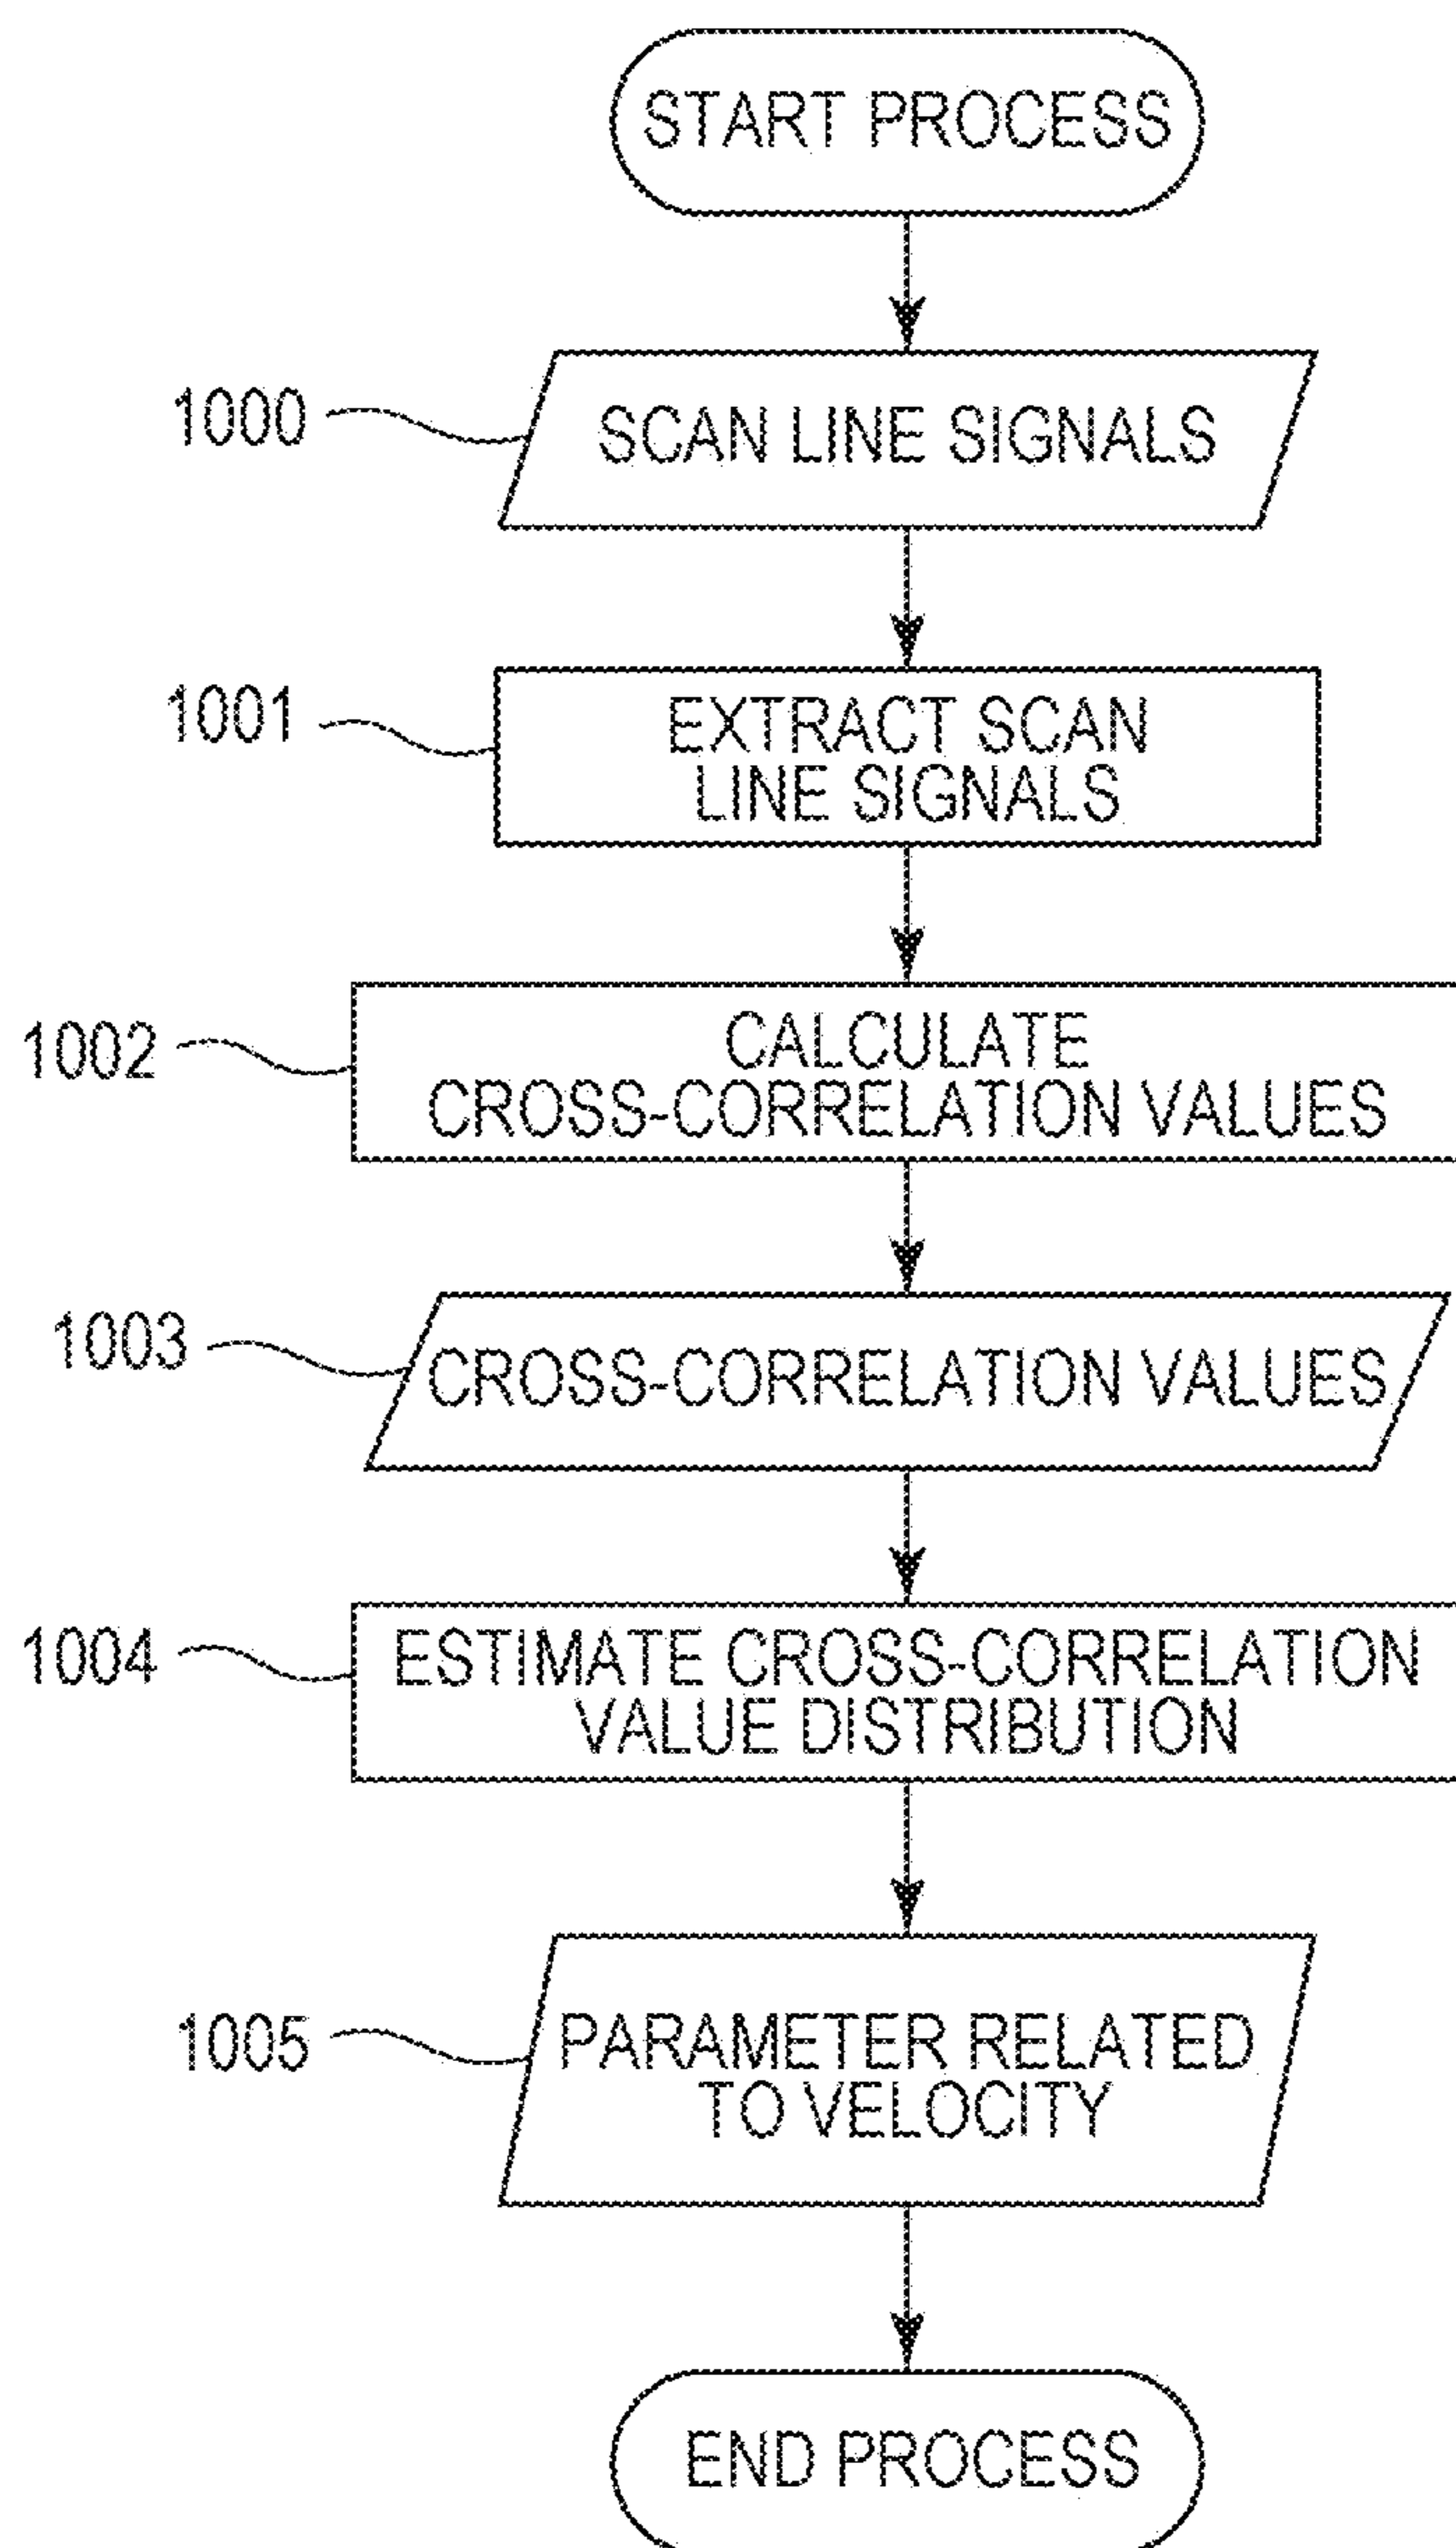 START PROCESS
1000
SCAN LINE SIGNALS
1001
EXTRACT SCAN
LINE SIGNALS
1002
CALCULATE
CROSS-CORRELATION VALUES
1003
CROSS-CORRELATION VALUES
1004
ESTIMATE CROSS-CORRELATION
VALUE DISTRIBUTION
1005
PARAMETER RELATED
TO VELOCITY
END PROCESS